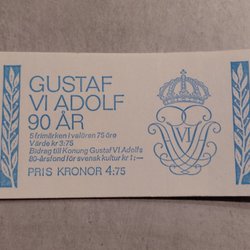 GUSTAF
VI ADOLF
90 ÅR
5 frimärken i valören 75 öre
Värde kr 3:75
Bidrag till Konung Gustaf VI Adolfs
80-årsfond för svensk kultur kr 1:—
PRIS KRONOR 4:75
VI